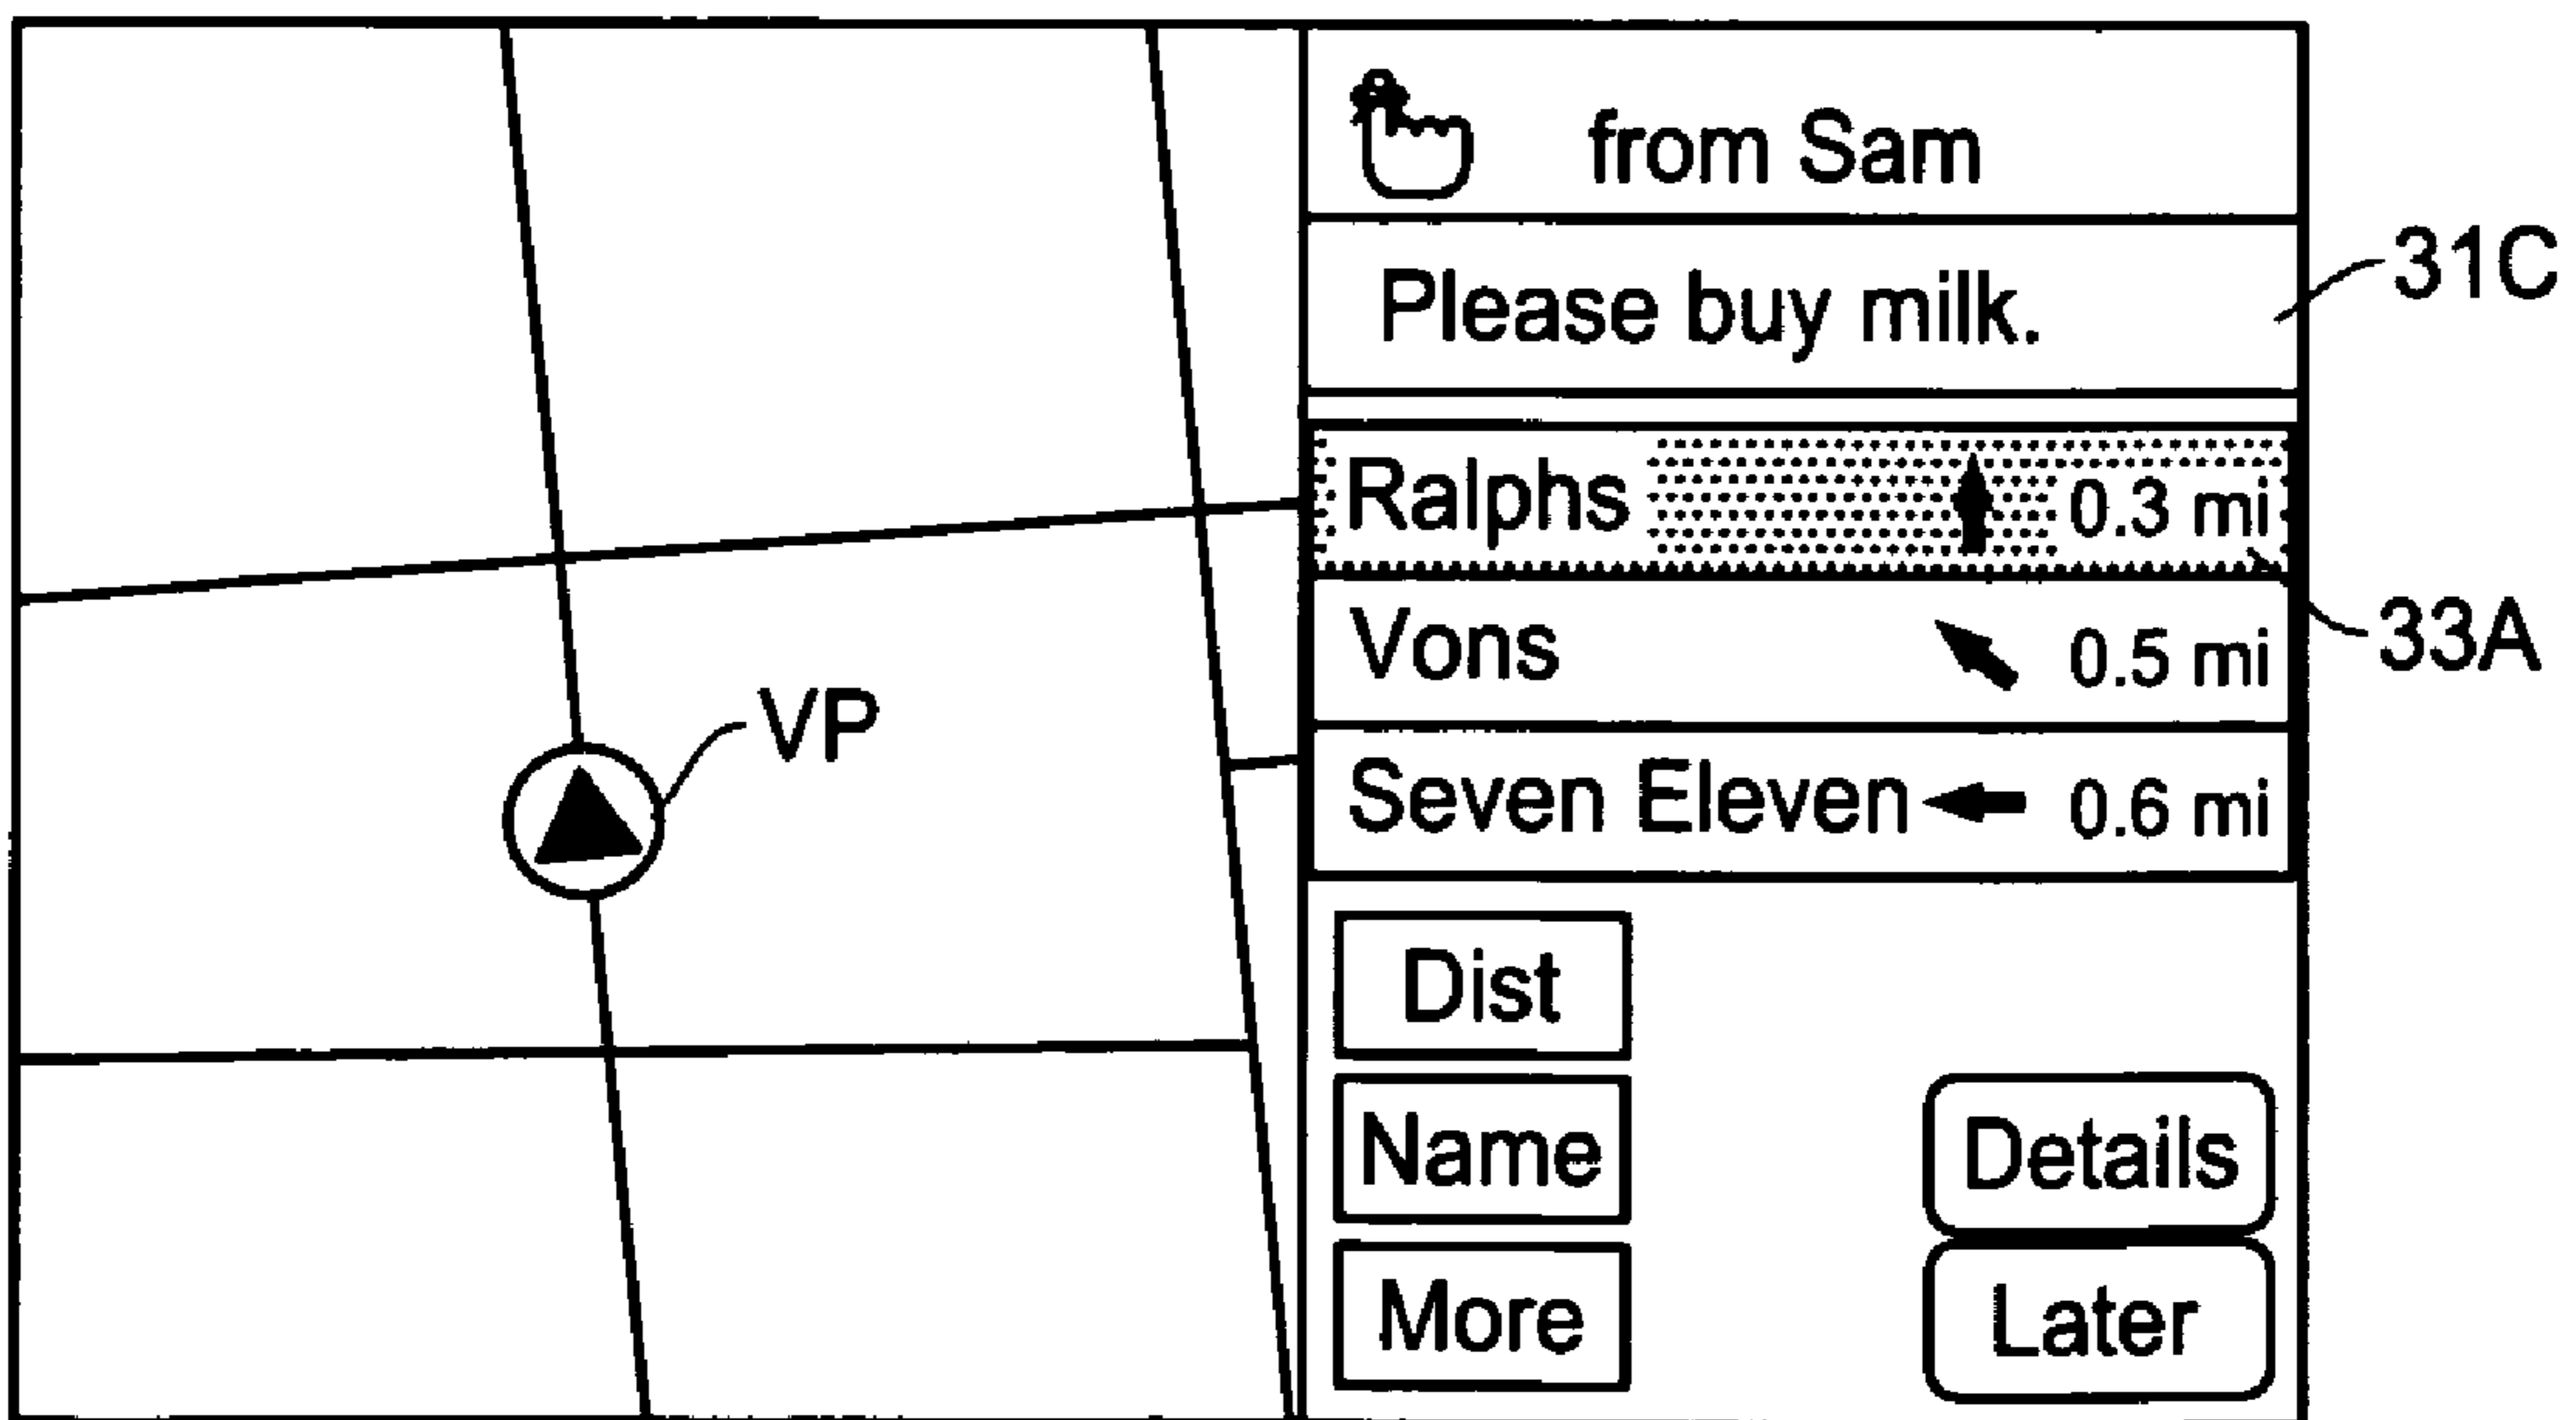 from Sam
Please buy milk.
31C
Ralphs 0.3 mi
33A
Vons 0.5 mi
VP
Seven Eleven 0.6 mi
Dist
Name
Details
More
Later